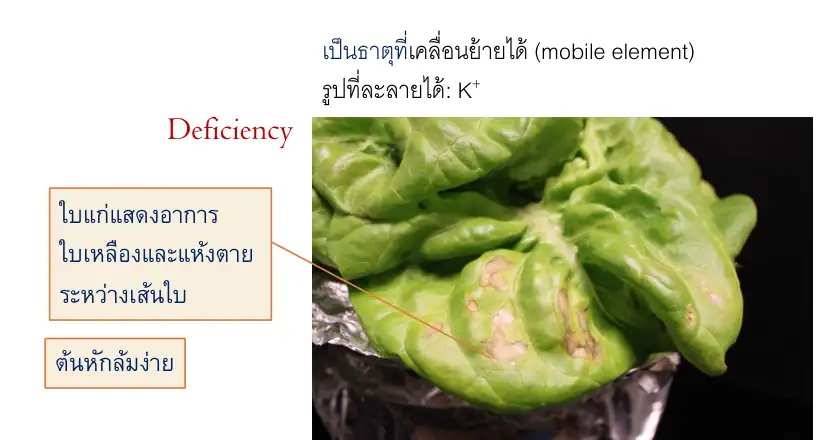 เป็นธาตุที่เคลื่อนย้ายได้ (mobile element)
รูปที่ละลายได้: K⁺
Deficiency
ใบแก่แสดงอาการ
ใบเหลืองและแห้งตาย
ระหว่างเส้นใบ
ต้นหักล้มง่าย